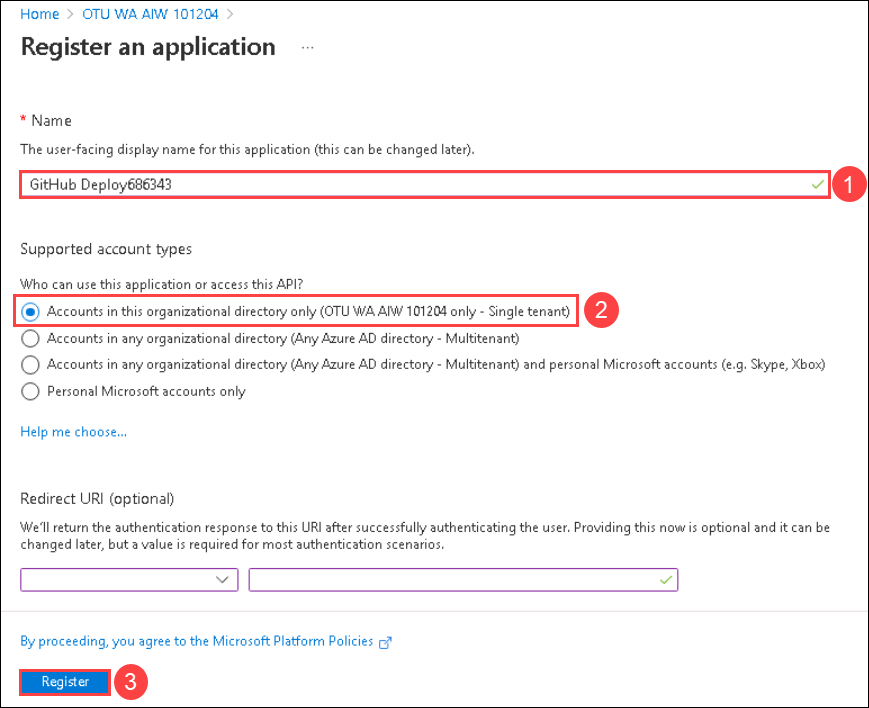 Home > OTU WA AIW 101204 >
Register an application ...
* Name
The user-facing display name for this application (this can be changed later).
GitHub Deploy686343
1
Supported account types
Who can use this application or access this API?
Accounts in this organizational directory only (OTU WA AIW 101204 only - Single tenant)
2
Accounts in any organizational directory (Any Azure AD directory - Multitenant)
Accounts in any organizational directory (Any Azure AD directory - Multitenant) and personal Microsoft accounts (e.g. Skype, Xbox)
Personal Microsoft accounts only
Help me choose...
Redirect URI (optional)
We'll return the authentication response to this URI after successfully authenticating the user. Providing this now is optional and it can be
changed later, but a value is required for most authentication scenarios.
By proceeding, you agree to the Microsoft Platform Policies
Register
3